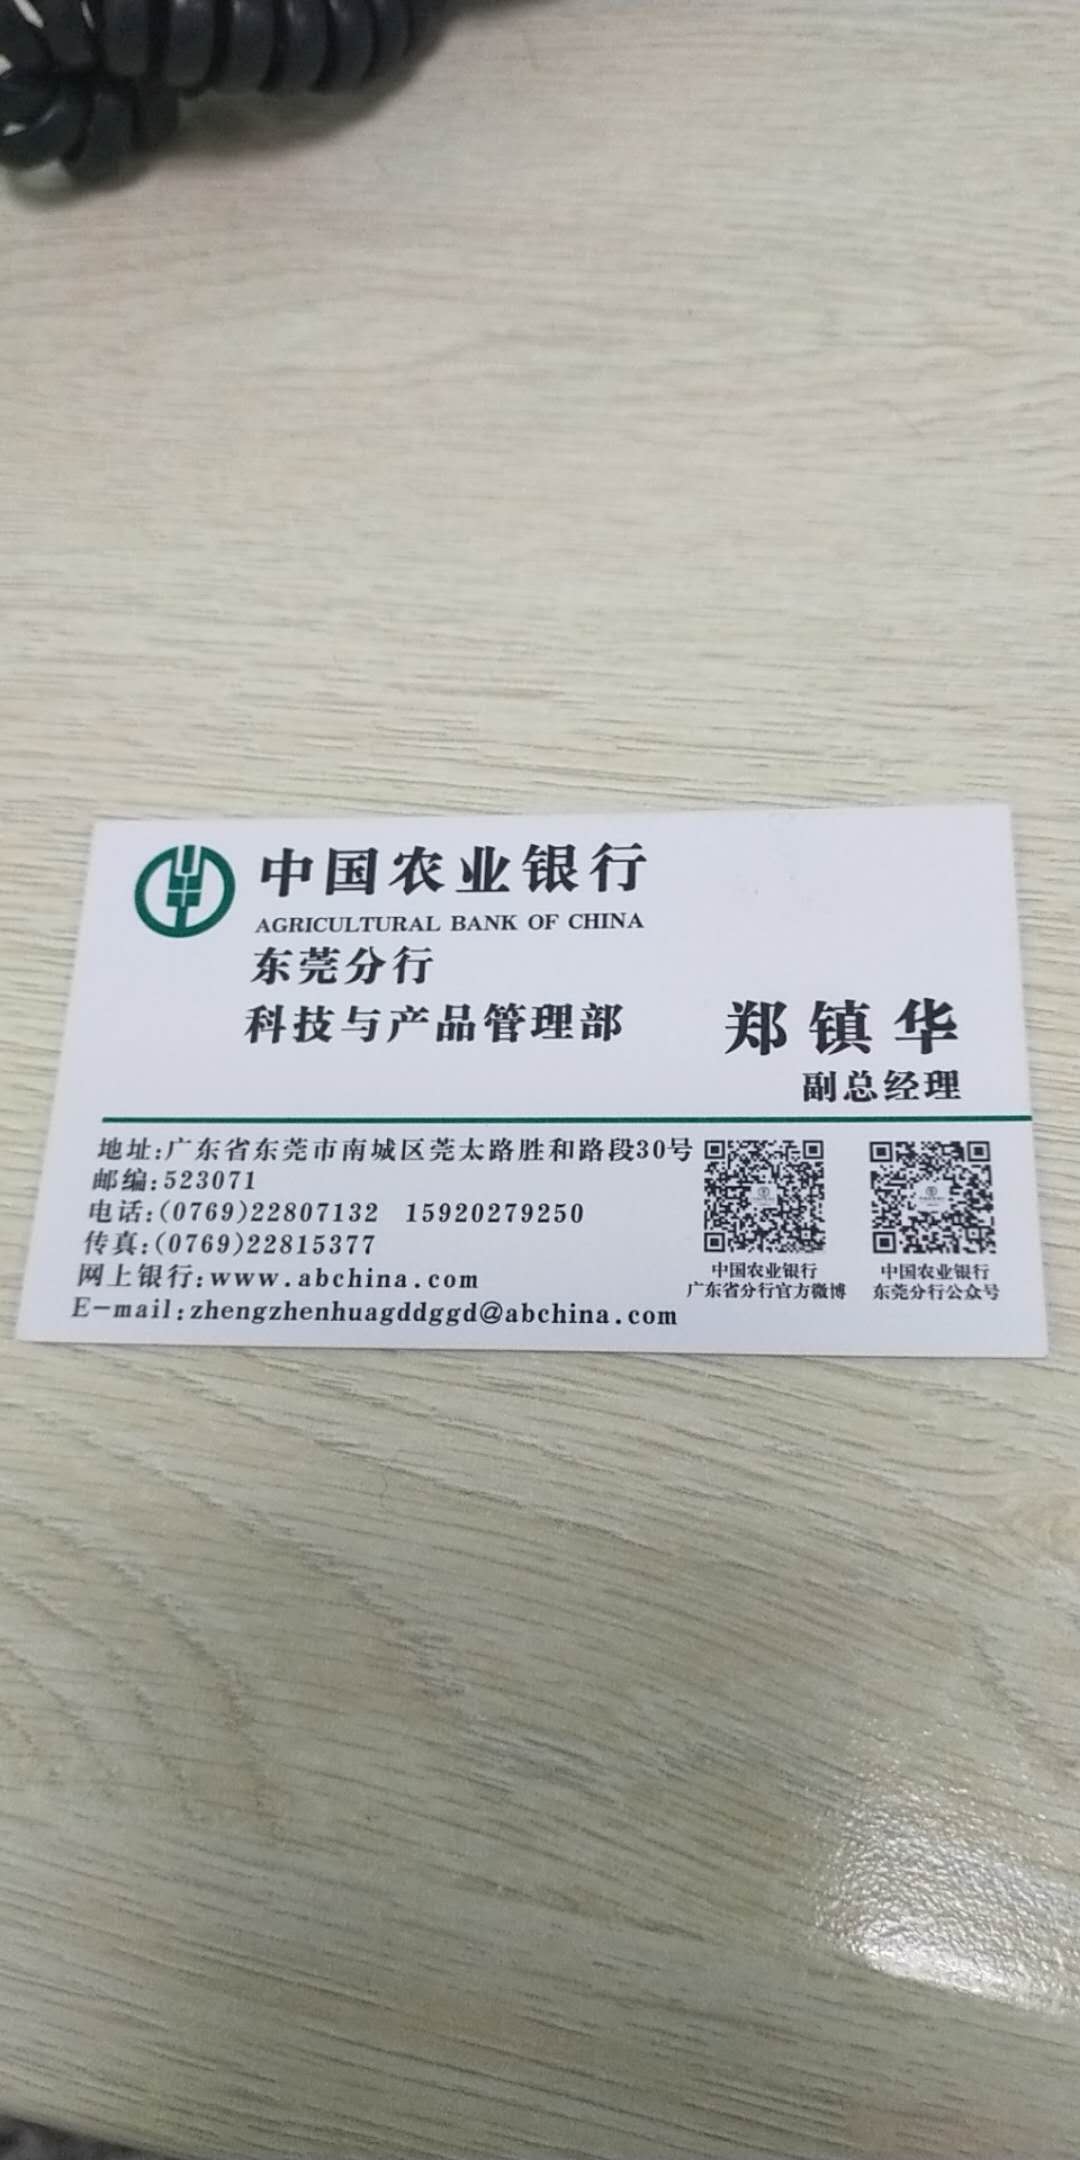 中国农业银行
AGRICULTURAL BANK OF CHINA
东莞分行
科技与产品管理部
郑镇华
副总经理
地址:广东省东莞市南城区莞太路胜和路段30号
邮编:523071
电话:(0769)22807132 15920279250
传真:(0769)22815377
网上银行:www.abchina.com
E-mail:zhengzhenhuagddggd@abchina.com
中国农业银行
广东省分行官方微博
中国农业银行
东莞分行公众号